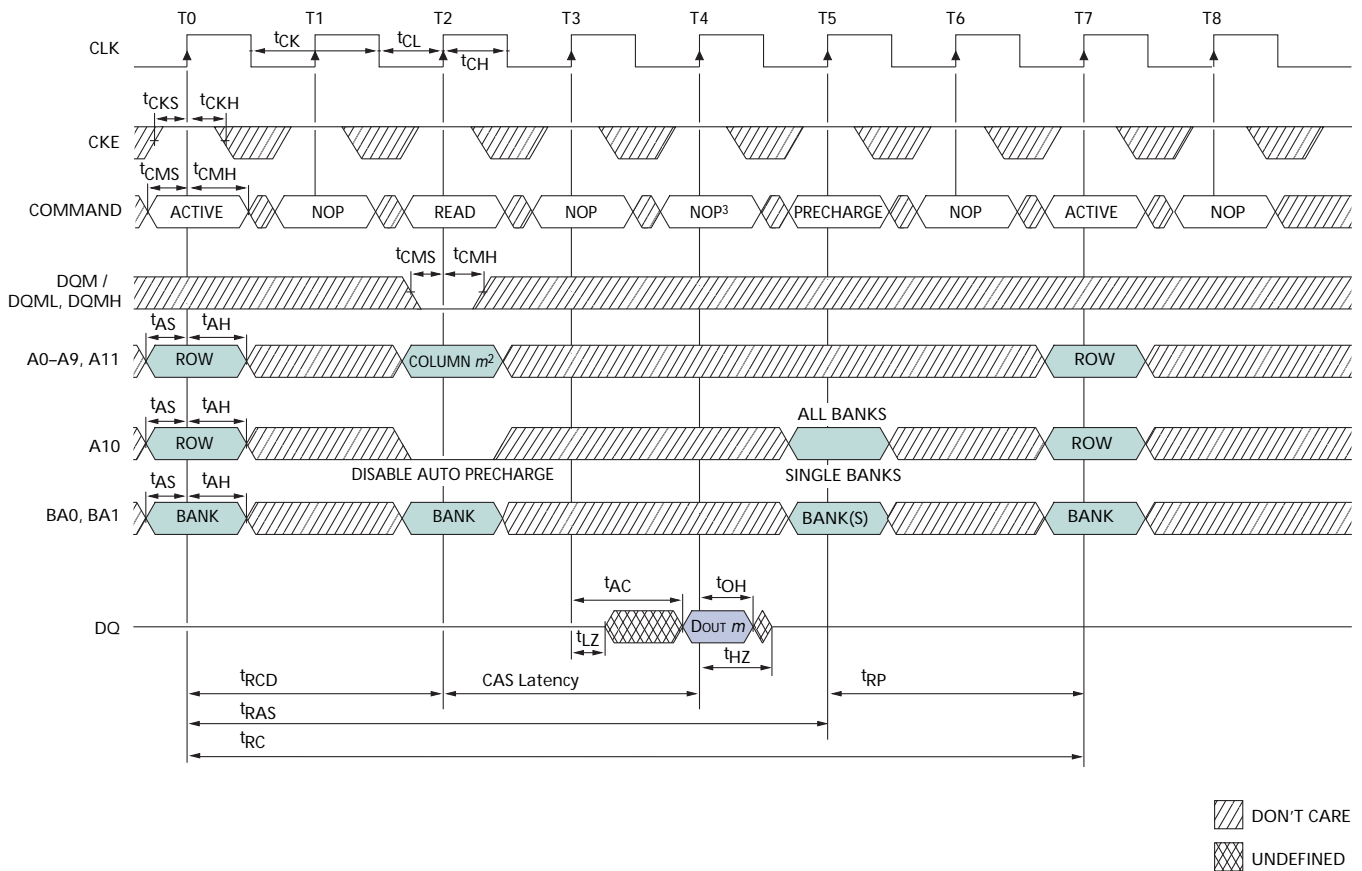 T0 T1 T2 T3 T4 T5 T6 T7 T8
CLK
tCK tCL
tCH
tCKS tCKH
CKE
tCMS tCMH
COMMAND ACTIVE NOP READ NOP NOP³ PRECHARGE NOP ACTIVE NOP
tCMS tCMH
DQM /
DQML, DQMH
tAS tAH
A0–A9, A11 ROW COLUMN m² ROW
tAS tAH
ALL BANKS
A10 ROW ROW
DISABLE AUTO PRECHARGE SINGLE BANKS
tAS tAH
BA0, BA1 BANK BANK BANK(S) BANK
tAC tOH
DQ DOUT m
tLZ tHZ
tRCD CAS Latency tRP
tRAS
tRC
DON'T CARE
UNDEFINED